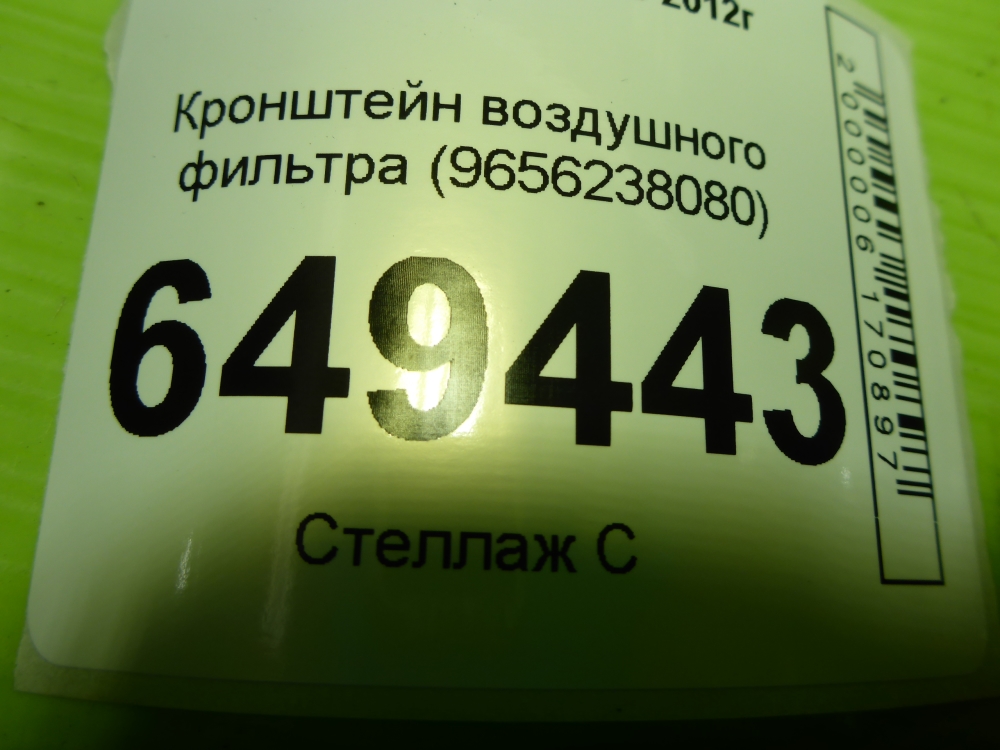 2012г
Кронштейн воздушного
фильтра (9656238080)
649443
Стеллаж С
2000006170897